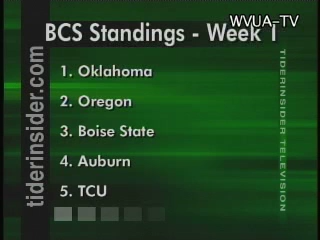 WVUA-TV
BCS Standings - Week 1
1. Oklahoma
2. Oregon
3. Boise State
4. Auburn
5. TCU
tiderinsider.com
TIDERINSIDER TELEVISION